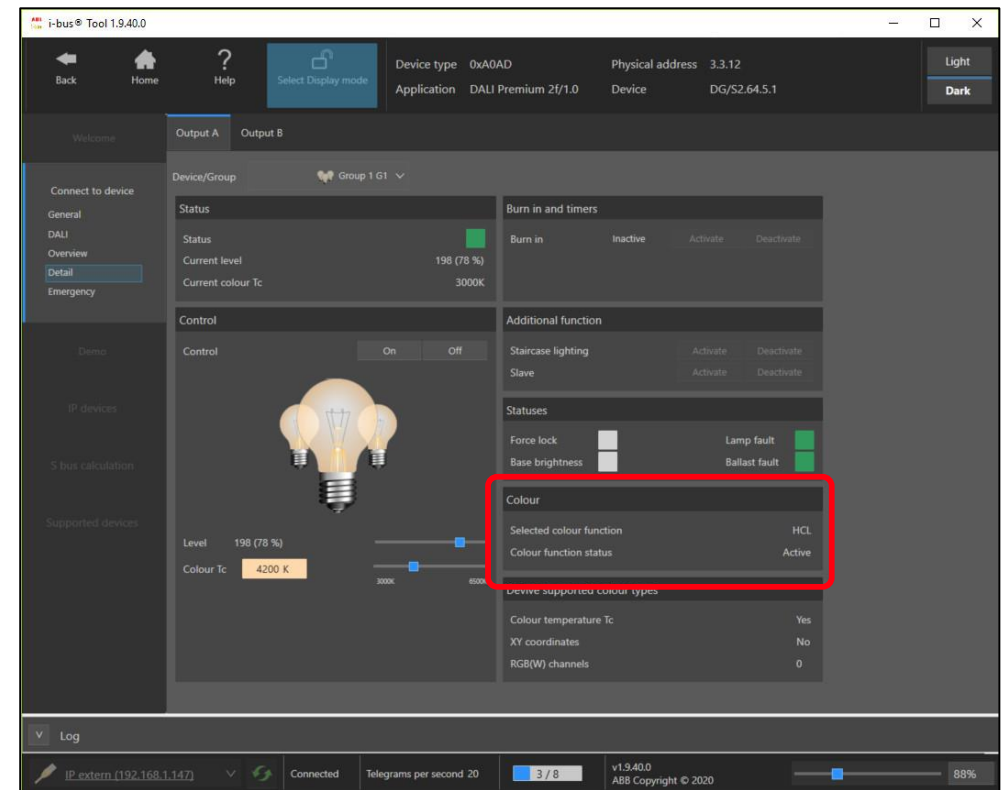 ABB i-bus® Tool 1.9.40.0
Back Home Help Select Display mode
Device type 0xA0AD Physical address 3.3.12
Application DALI Premium 2f/1.0 Device DG/S2.64.5.1
Light
Dark
Welcome
Connect to device
General
DALI
Overview
Detail
Emergency
Demo
IP devices
S bus calculation
Supported devices
Output A Output B
Device/Group Group 1 G1
Status
Status
Current level 198 (78 %)
Current colour Tc 3000K
Control
Control On Off
Level 198 (78 %)
Colour Tc 4200 K
3000K 6500K
Burn in and timers
Burn in Inactive Activate Deactivate
Additional function
Staircase lighting Activate Deactivate
Slave Activate Deactivate
Statuses
Force lock Lamp fault
Base brightness Ballast fault
Colour
Selected colour function HCL
Colour function status Active
Devive supported colour types
Colour temperature Tc Yes
XY coordinates No
RGB(W) channels 0
Log
IP extern (192.168.1.147) Connected Telegrams per second 20 3 / 8
v1.9.40.0
ABB Copyright © 2020
88%